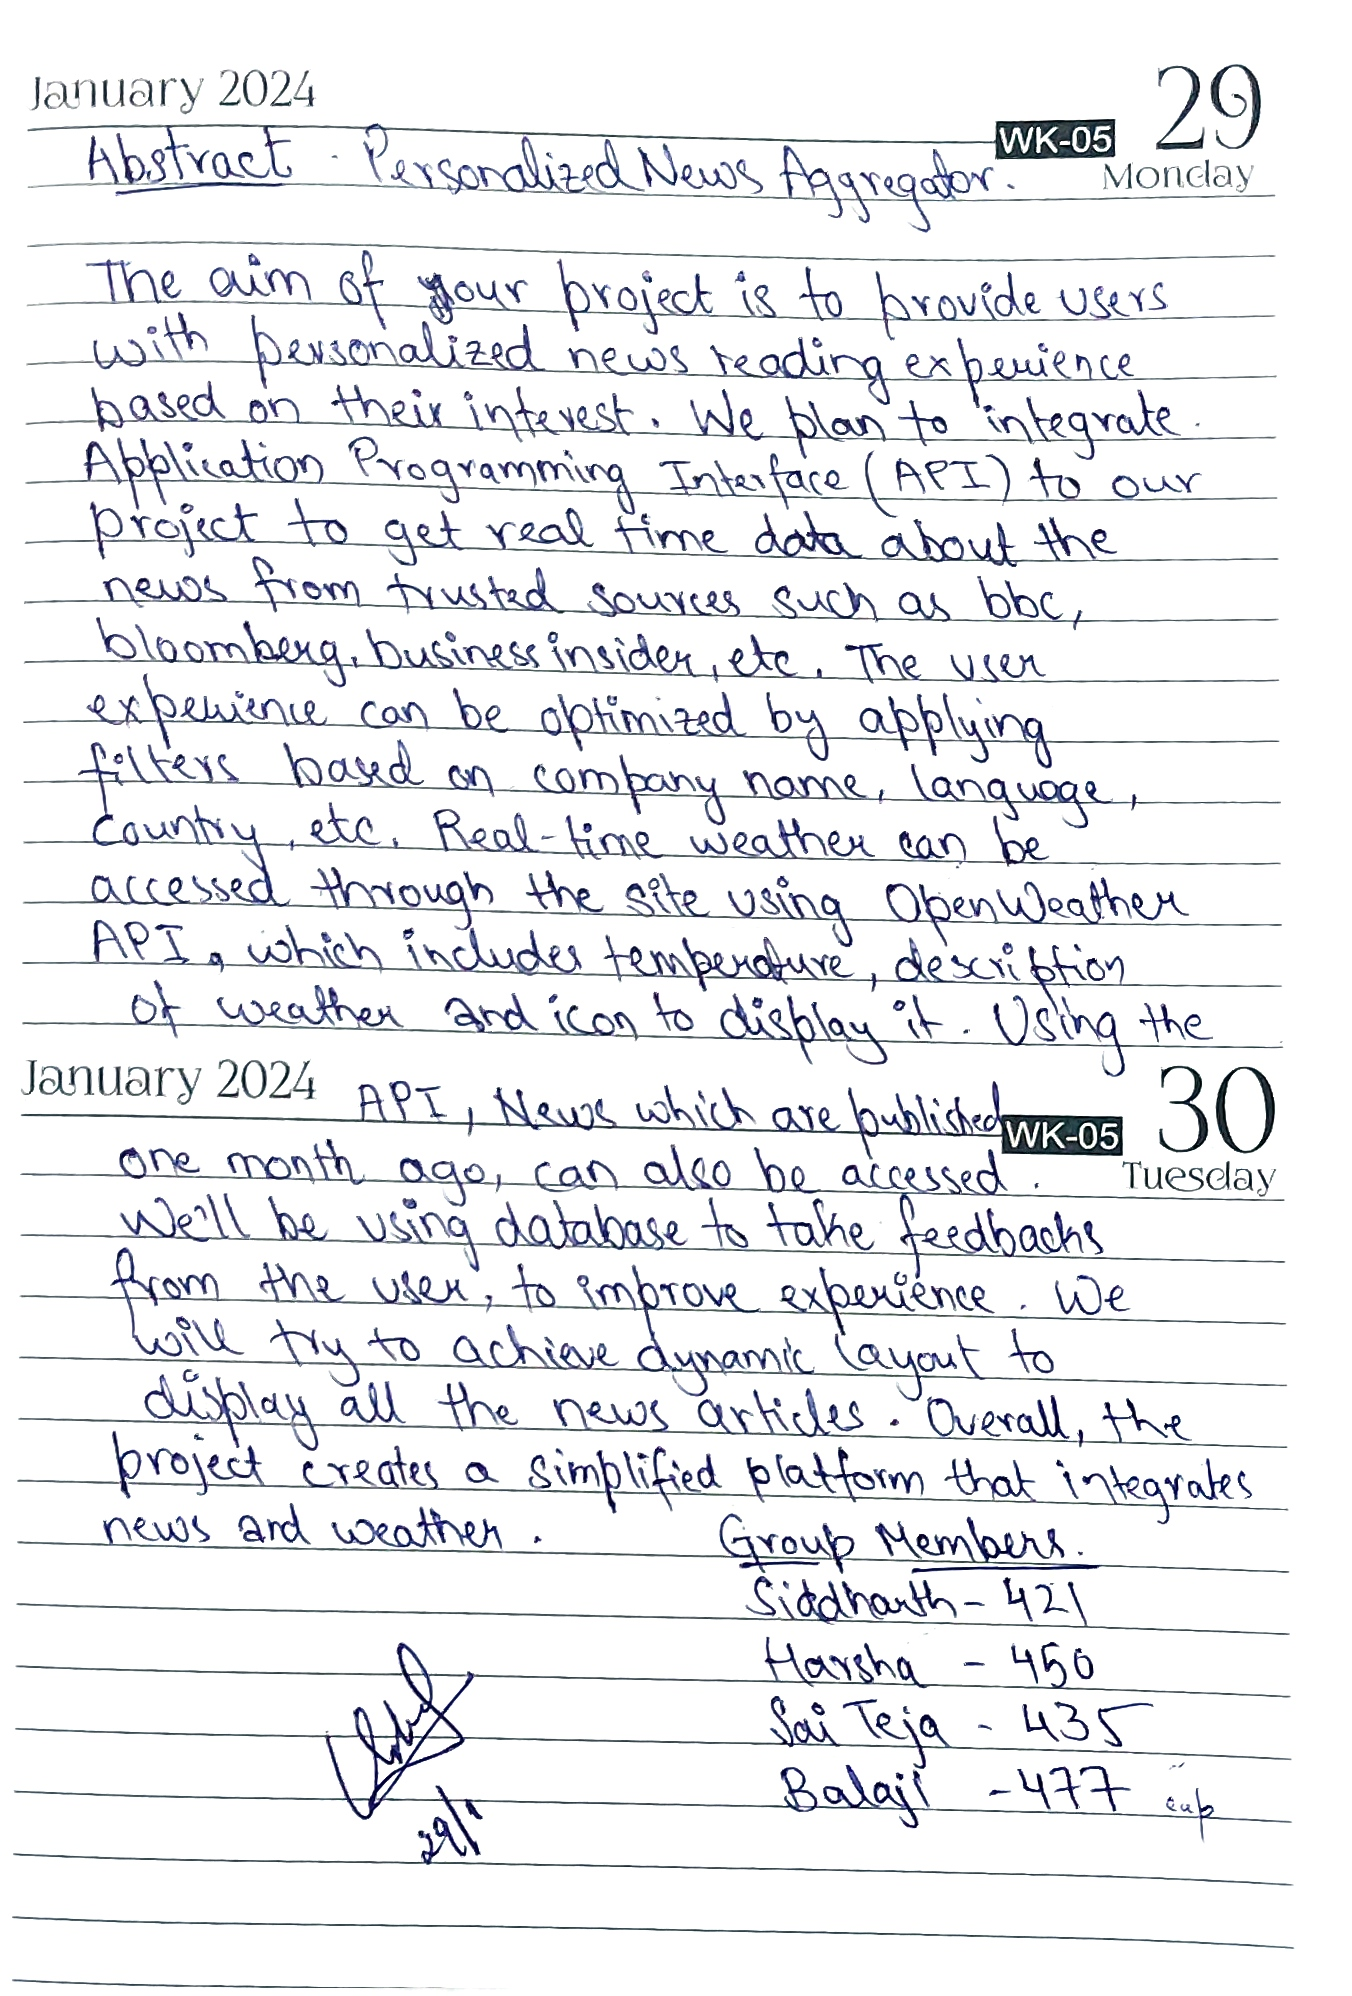 January 2024 29
WK-05
Abstract - Personalized News Aggregator. Monday
The aim of your project is to provide users
with personalized news reading experience
based on their interest. We plan to integrate
Application Programming Interface (API) to our
project to get real time data about the
news from trusted sources such as bbc,
bloomberg, business insider, etc. The user
experience can be optimized by applying
filters based on company name, language,
country, etc. Real-time weather can be
accessed through the site using OpenWeather
API, which includes temperature, description
of weather and icon to display it. Using the
January 2024 30
API, News which are published WK-05
one month ago, can also be accessed. Tuesday
We'll be using database to take feedbacks
from the user, to improve experience. We
will try to achieve dynamic layout to
display all the news articles. Overall, the
project creates a simplified platform that integrates
news and weather.
Group Members.
Siddharth - 421
Harsha - 450
Sai Teja - 435
Balaji - 477
29/1